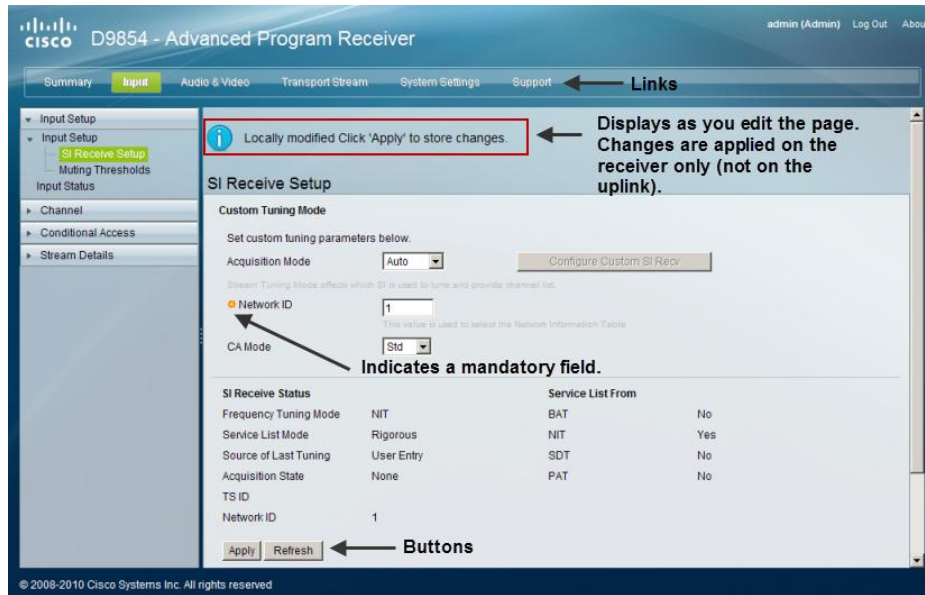 admin (Admin) Log Out Abou
CISCO D9854 - Advanced Program Receiver
Summary Input Audio & Video Transport Stream System Settings Support Links
Input Setup
Input Setup
SI Receive Setup
Muting Thresholds
Input Status
Channel
Conditional Access
Stream Details
Locally modified Click 'Apply' to store changes.
Displays as you edit the page.
Changes are applied on the
receiver only (not on the
uplink).
SI Receive Setup
Custom Tuning Mode
Set custom tuning parameters below.
Acquisition Mode Auto Configure Custom SI Recv
Stream Tuning Mode affects which SI is used to tune and provide channel list.
Network ID 1
This value is used to select the Network Information Table
CA Mode Std
Indicates a mandatory field.
SI Receive Status Service List From
Frequency Tuning Mode NIT BAT No
Service List Mode Rigorous NIT Yes
Source of Last Tuning User Entry SDT No
Acquisition State None PAT No
TS ID
Network ID 1
Apply Refresh Buttons
© 2008-2010 Cisco Systems Inc. All rights reserved